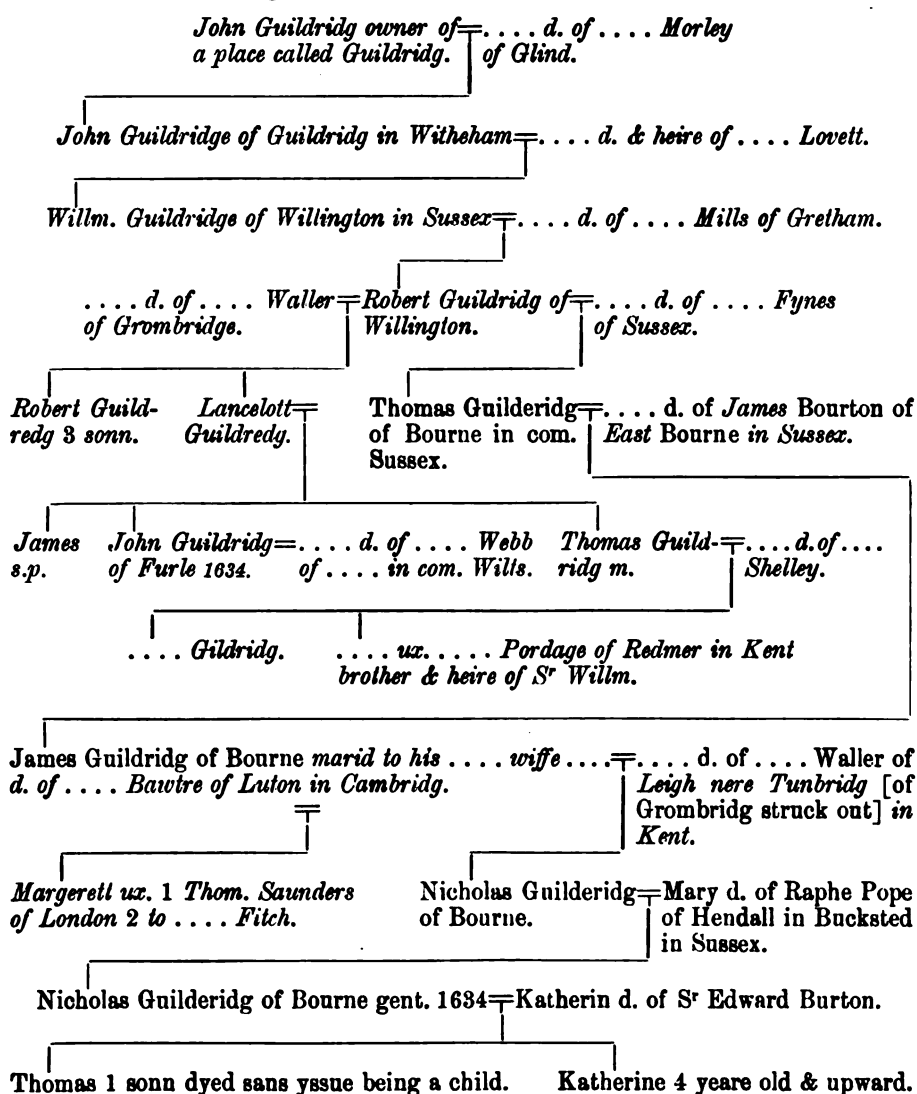 John Guildridg owner of .... d. of .... Morley
a place called Guildridg. of Glind.
John Guildridge of Guildridg in Witheham .... d. & heire of .... Lovett.
Willm. Guildridge of Willington in Sussex .... d. of .... Mills of Gretham.
.... d. of .... Waller Robert Guildridg of .... d. of .... Fynes
of Grombridge. Willington. of Sussex.
Robert Guild- Lancelott Thomas Guilderidg .... d. of James Bourton of
redg 3 sonn. Guildredg. of Bourne in com. East Bourne in Sussex.
Sussex.
James John Guildridg .... d. of .... Webb Thomas Guild- .... d. of ....
s.p. of Furle 1634. of .... in com. Wilts. ridg m. Shelley.
.... Gildridg. .... ux. .... Pordage of Redmer in Kent
brother & heire of Sr Willm.
James Guildridg of Bourne marid to his .... wiffe .... .... d. of .... Waller of
d. of .... Bawtre of Luton in Cambridg. Leigh nere Tunbridg [of
Grombridg struck out] in
Kent.
Margerett ux. 1 Thom. Saunders Nicholas Guilderidg Mary d. of Raphe Pope
of London 2 to .... Fitch. of Bourne. of Hendall in Bucksted
in Sussex.
Nicholas Guilderidg of Bourne gent. 1634 Katherin d. of Sr Edward Burton.
Thomas 1 sonn dyed sans yssue being a child. Katherine 4 yeare old & upward.